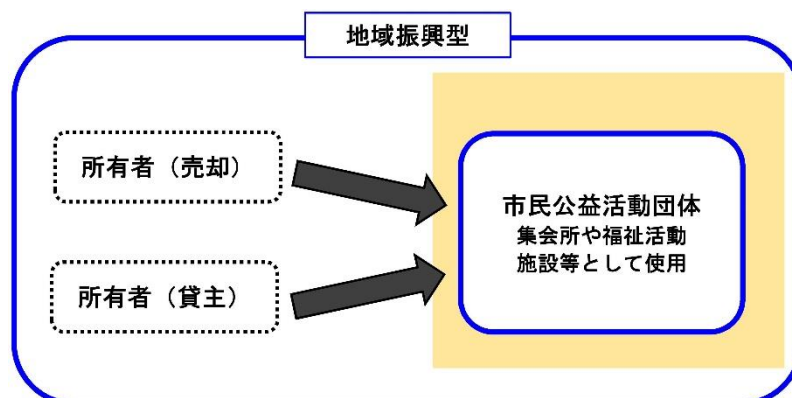 地域振興型
所有者（売却）
所有者（貸主）
市民公益活動団体
集会所や福祉活動
施設等として使用